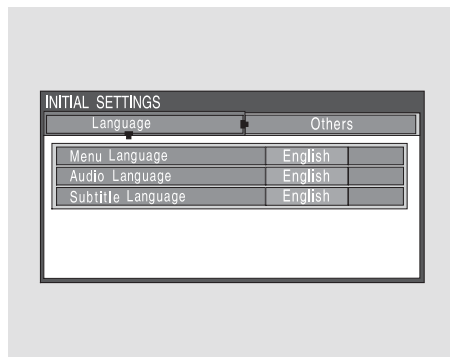 INITIAL SETTINGS
Language Others
Menu Language English
Audio Language English
Subtitle Language English